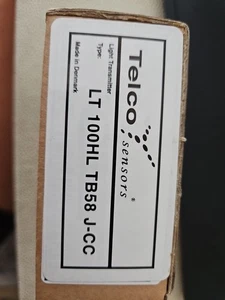 Telco
sensors®
Light Transmitter
Type:
LT 100HL TB58 J-CC
Made in Denmark